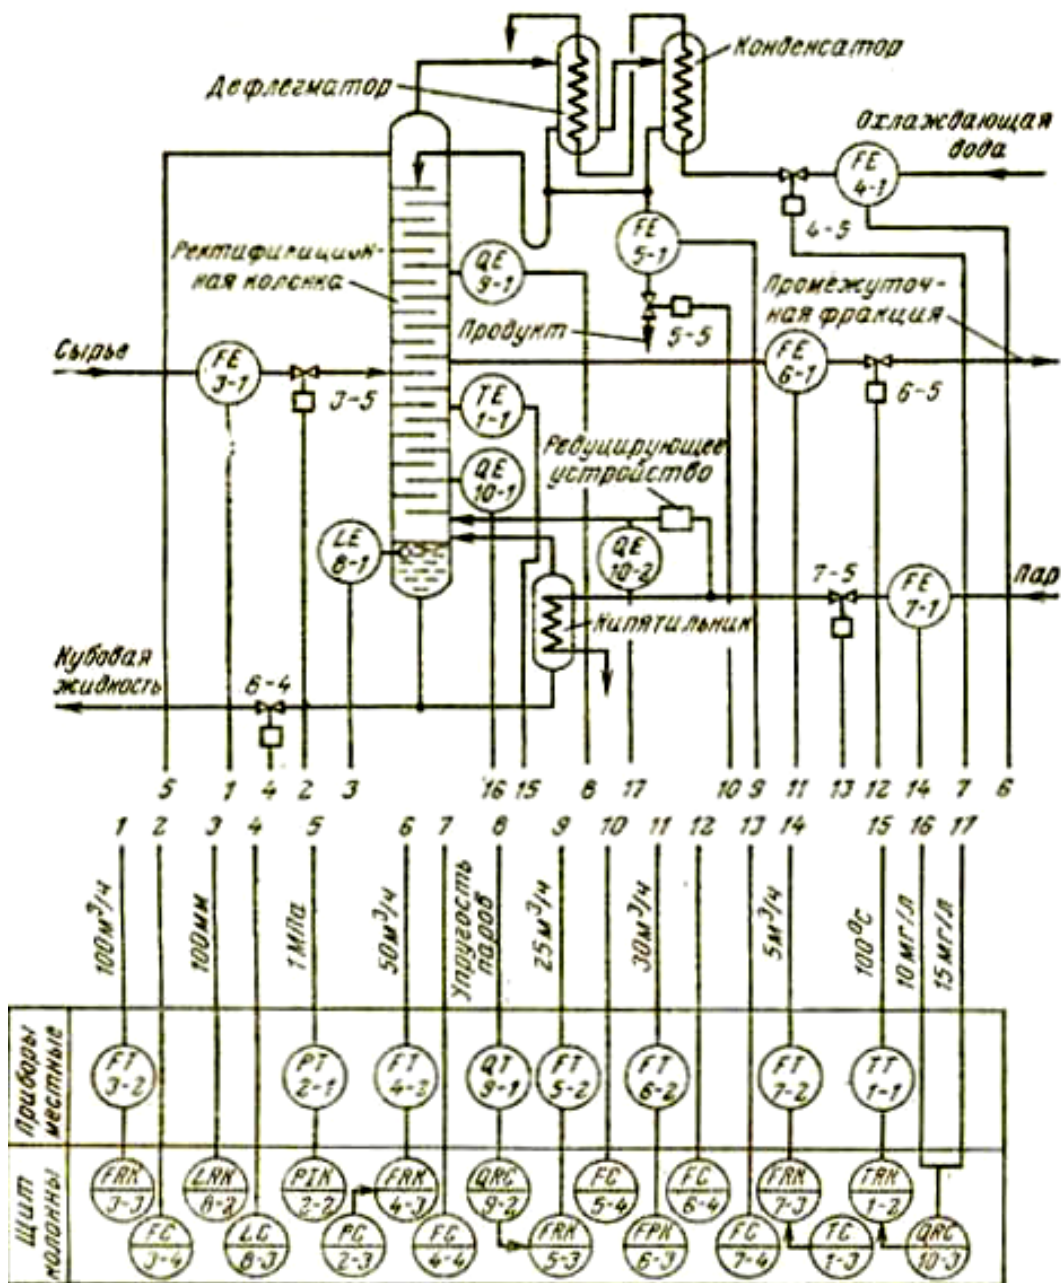 Конденсатор
Дефлегматор
Охлаждающая
вода
FE
4-1
4-5
FE
5-1
Ректификацион-
ная колонка
QE
9-1
Промежуточ-
ная фракция
Продукт
5-5
Сырье
FE
3-1
3-5
FE
6-1
6-5
TE
1-1
Редуцирующее
устройство
QE
10-1
LE
8-1
QE
10-2
7-5
FE
7-1
Пар
Кипятильник
Кубовая
жидкость
8-4
5 1 4 2 3 16 15 8 17 10 9 11 13 12 14 7 6
1 2 3 4 5 6 7 8 9 10 11 12 13 14 15 16 17
100м³/ч
100мм
1 МПа
50м³/ч
Упругость
паров
25м³/ч
30м³/ч
5м³/ч
100°С
10мг/л
15мг/л
Приборы
местные
FT
3-2
PT
2-1
FT
4-2
QT
9-1
FT
5-2
FT
6-2
FT
7-2
TT
1-1
Щит
колонны
FRK
3-3
FC
3-4
LRK
8-2
LC
8-3
PIK
2-2
PC
2-3
FRK
4-3
FC
4-4
QRC
9-2
FRK
5-3
FC
5-4
FPK
6-3
FC
6-4
FC
7-4
FRK
7-3
TC
1-3
TRK
1-2
QRC
10-3